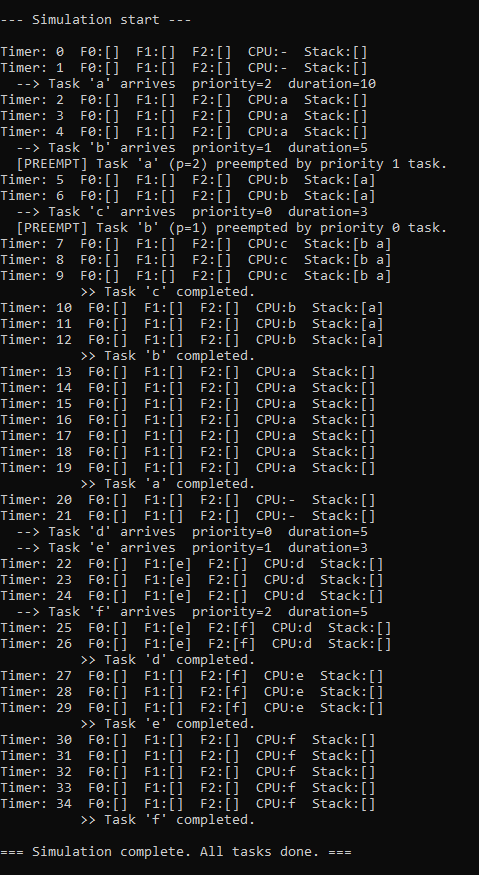 --- Simulation start ---
Timer: 0  F0:[]  F1:[]  F2:[]  CPU:-  Stack:[]
Timer: 1  F0:[]  F1:[]  F2:[]  CPU:-  Stack:[]
  --> Task 'a' arrives  priority=2  duration=10
Timer: 2  F0:[]  F1:[]  F2:[]  CPU:a  Stack:[]
Timer: 3  F0:[]  F1:[]  F2:[]  CPU:a  Stack:[]
Timer: 4  F0:[]  F1:[]  F2:[]  CPU:a  Stack:[]
  --> Task 'b' arrives  priority=1  duration=5
  [PREEMPT] Task 'a' (p=2) preempted by priority 1 task.
Timer: 5  F0:[]  F1:[]  F2:[]  CPU:b  Stack:[a]
Timer: 6  F0:[]  F1:[]  F2:[]  CPU:b  Stack:[a]
  --> Task 'c' arrives  priority=0  duration=3
  [PREEMPT] Task 'b' (p=1) preempted by priority 0 task.
Timer: 7  F0:[]  F1:[]  F2:[]  CPU:c  Stack:[b a]
Timer: 8  F0:[]  F1:[]  F2:[]  CPU:c  Stack:[b a]
Timer: 9  F0:[]  F1:[]  F2:[]  CPU:c  Stack:[b a]
          >> Task 'c' completed.
Timer: 10  F0:[]  F1:[]  F2:[]  CPU:b  Stack:[a]
Timer: 11  F0:[]  F1:[]  F2:[]  CPU:b  Stack:[a]
Timer: 12  F0:[]  F1:[]  F2:[]  CPU:b  Stack:[a]
          >> Task 'b' completed.
Timer: 13  F0:[]  F1:[]  F2:[]  CPU:a  Stack:[]
Timer: 14  F0:[]  F1:[]  F2:[]  CPU:a  Stack:[]
Timer: 15  F0:[]  F1:[]  F2:[]  CPU:a  Stack:[]
Timer: 16  F0:[]  F1:[]  F2:[]  CPU:a  Stack:[]
Timer: 17  F0:[]  F1:[]  F2:[]  CPU:a  Stack:[]
Timer: 18  F0:[]  F1:[]  F2:[]  CPU:a  Stack:[]
Timer: 19  F0:[]  F1:[]  F2:[]  CPU:a  Stack:[]
          >> Task 'a' completed.
Timer: 20  F0:[]  F1:[]  F2:[]  CPU:-  Stack:[]
Timer: 21  F0:[]  F1:[]  F2:[]  CPU:-  Stack:[]
  --> Task 'd' arrives  priority=0  duration=5
  --> Task 'e' arrives  priority=1  duration=3
Timer: 22  F0:[]  F1:[e]  F2:[]  CPU:d  Stack:[]
Timer: 23  F0:[]  F1:[e]  F2:[]  CPU:d  Stack:[]
Timer: 24  F0:[]  F1:[e]  F2:[]  CPU:d  Stack:[]
  --> Task 'f' arrives  priority=2  duration=5
Timer: 25  F0:[]  F1:[e]  F2:[f]  CPU:d  Stack:[]
Timer: 26  F0:[]  F1:[e]  F2:[f]  CPU:d  Stack:[]
          >> Task 'd' completed.
Timer: 27  F0:[]  F1:[]  F2:[f]  CPU:e  Stack:[]
Timer: 28  F0:[]  F1:[]  F2:[f]  CPU:e  Stack:[]
Timer: 29  F0:[]  F1:[]  F2:[f]  CPU:e  Stack:[]
          >> Task 'e' completed.
Timer: 30  F0:[]  F1:[]  F2:[]  CPU:f  Stack:[]
Timer: 31  F0:[]  F1:[]  F2:[]  CPU:f  Stack:[]
Timer: 32  F0:[]  F1:[]  F2:[]  CPU:f  Stack:[]
Timer: 33  F0:[]  F1:[]  F2:[]  CPU:f  Stack:[]
Timer: 34  F0:[]  F1:[]  F2:[]  CPU:f  Stack:[]
          >> Task 'f' completed.
=== Simulation complete. All tasks done. ===